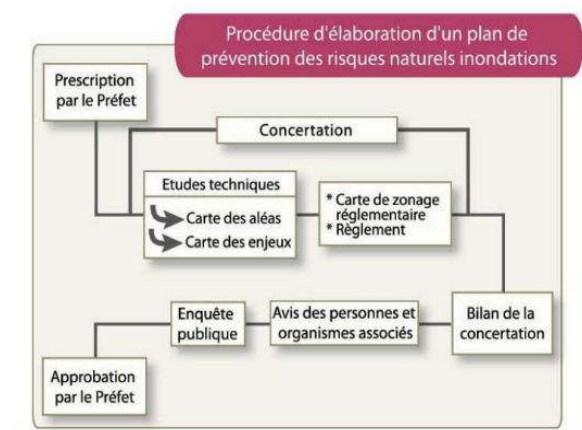 Procédure d'élaboration d'un plan de
prévention des risques naturels inondations
Prescription
par le Préfet
Concertation
Etudes techniques
Carte des aléas
Carte des enjeux
* Carte de zonage
réglementaire
* Règlement
Bilan de la
concertation
Avis des personnes et
organismes associés
Enquête
publique
Approbation
par le Préfet